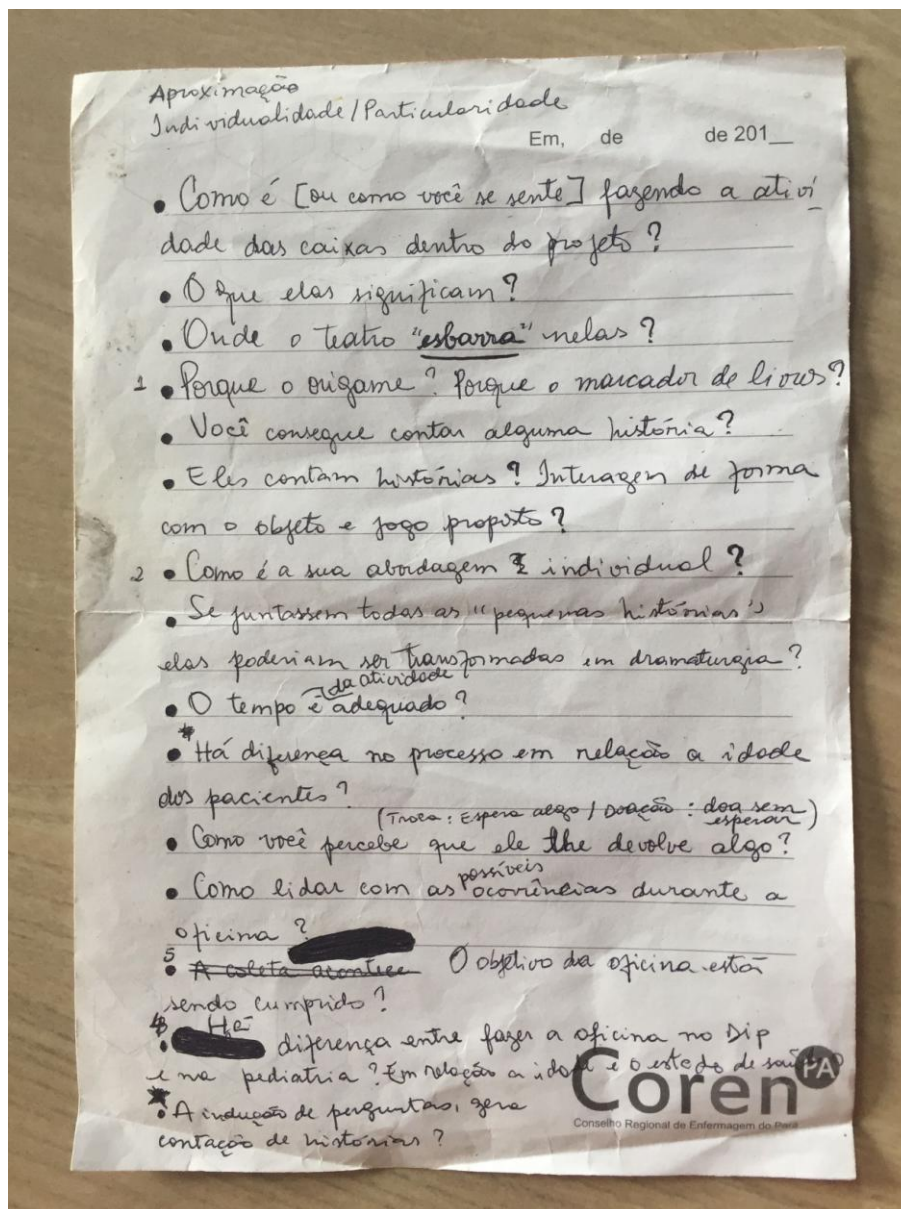 Aproximação
Individualidade/Particularidade
Em, de de 201__
• Como é [ou como você se sente] fazendo a ativi
dade das caixas dentro do projeto?
• O que elas significam?
• Onde o teatro "esbarra" nelas?
1 • Porque o origame? Porque o marcador de livros?
• Você consegue contar alguma história?
• Eles contam histórias? Interagem de forma
com o objeto e jogo proposto?
2 • Como é a sua abordagem individual?
• Se juntassem todas as "pequenas histórias"
elas poderiam ser transformadas em dramaturgia?
da atividade
• O tempo é adequado?
• Há diferença no processo em relação a idade
dos pacientes?
(Troca: Espera algo / Doação: doa sem
esperar)
• Como você percebe que ele lhe devolve algo?
possíveis
• Como lidar com as ocorrências durante a
oficina?
5 • A coleta acontece O objetivo da oficina está
sendo cumprido?
• Há diferença entre fazer a oficina no Dip
e na pediatria? Em relação a idade e o estado de saúde
• A indução de perguntas, gera
contação de histórias?
Coren PA
Conselho Regional de Enfermagem do Pará